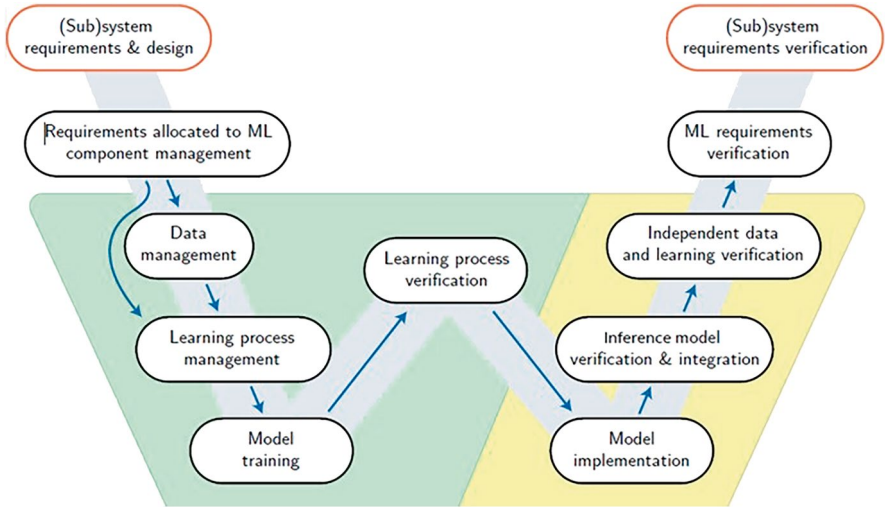 (Sub)system
requirements & design
(Sub)system
requirements verification
Requirements allocated to ML
component management
ML requirements
verification
Data
management
Learning process
verification
Independent data
and learning verification
Learning process
management
Inference model
verification & integration
Model
training
Model
implementation